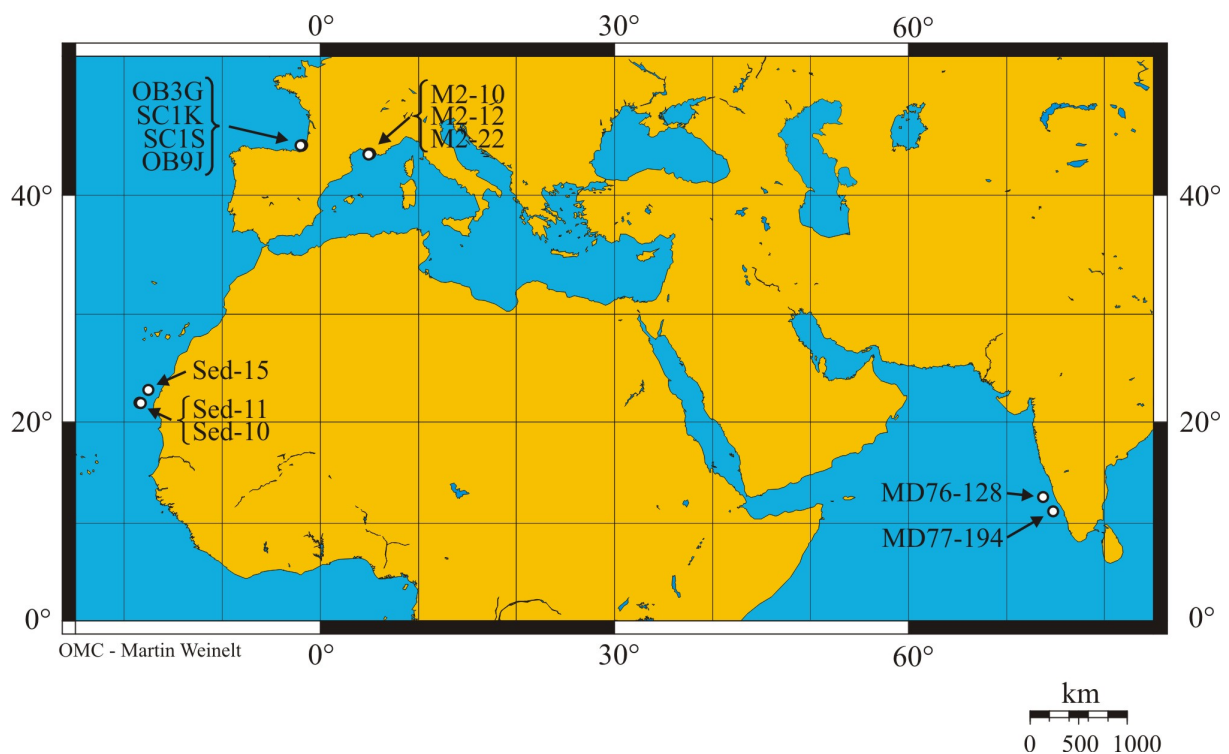 0° 30° 60°
OB3G
SC1K
SC1S
OB9J
M2-10
M2-12
M2-22
40° 40°
Sed-15
Sed-11
Sed-10
20° 20°
MD76-128
MD77-194
0° 0°
OMC - Martin Weinelt
0° 30° 60°
km
0 500 1000